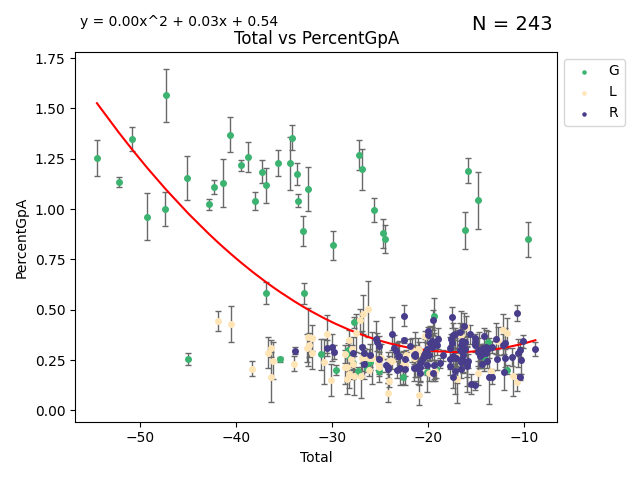 y = 0.00x^2 + 0.03x + 0.54
N = 243
Total vs PercentGpA
PercentGpA
1.75
1.50
1.25
1.00
0.75
0.50
0.25
0.00
−50
−40
−30
−20
−10
Total
G
L
R